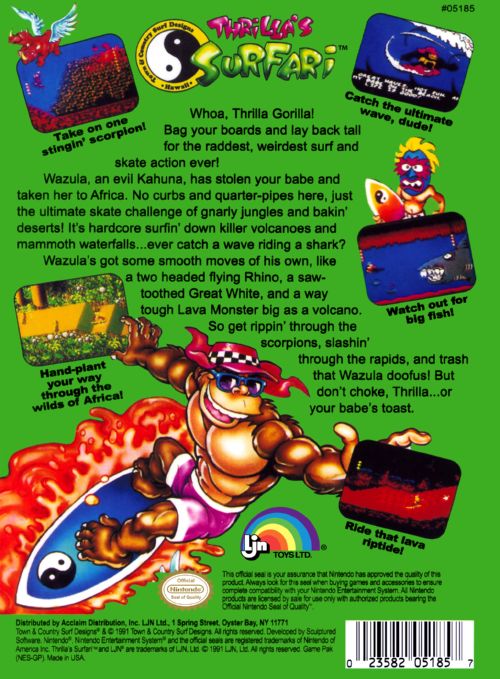 #05185
Town & Country Surf Designs
• Hawaii •
THRILLA'S
SURFARI™
Take on one
stingin' scorpion!
Catch the ultimate
wave, dude!
Whoa, Thrilla Gorilla!
Bag your boards and lay back tall
for the raddest, weirdest surf and
skate action ever!
Wazula, an evil Kahuna, has stolen your babe and
taken her to Africa. No curbs and quarter-pipes here, just
the ultimate skate challenge of gnarly jungles and bakin'
deserts! It's hardcore surfin' down killer volcanoes and
mammoth waterfalls...ever catch a wave riding a shark?
Wazula's got some smooth moves of his own, like
a two headed flying Rhino, a saw-
toothed Great White, and a way
tough Lava Monster big as a volcano.
So get rippin' through the
scorpions, slashin'
through the rapids, and trash
that Wazula doofus! But
don't choke, Thrilla...or
your babe's toast.
Watch out for
big fish!
Hand-plant
your way
through the
wilds of Africa!
Ride that lava
riptide!
ljn
TOYS LTD.®
Official
Nintendo
Seal of Quality
This official seal is your assurance that Nintendo has approved the quality of this
product. Always look for this seal when buying games and accessories to ensure
complete compatibility with your Nintendo Entertainment System. All Nintendo
products are licensed by sale for use only with authorized products bearing the
Official Nintendo Seal of Quality".
Distributed by Acclaim Distribution, Inc. LJN Ltd., 1 Spring Street, Oyster Bay, NY 11771
Town & Country Surf Designs® & © 1991 Town & Country Surf Designs. All rights reserved. Developed by Sculptured
Software. Nintendo®, Nintendo Entertainment System® and the official seals are registered trademarks of Nintendo of
America Inc. Thrilla's Surfari™ and LJN® are trademarks of LJN, Ltd. © 1991 LJN, Ltd. All rights reserved. Game Pak
(NES-GP). Made in USA.
0 23582 05185 7